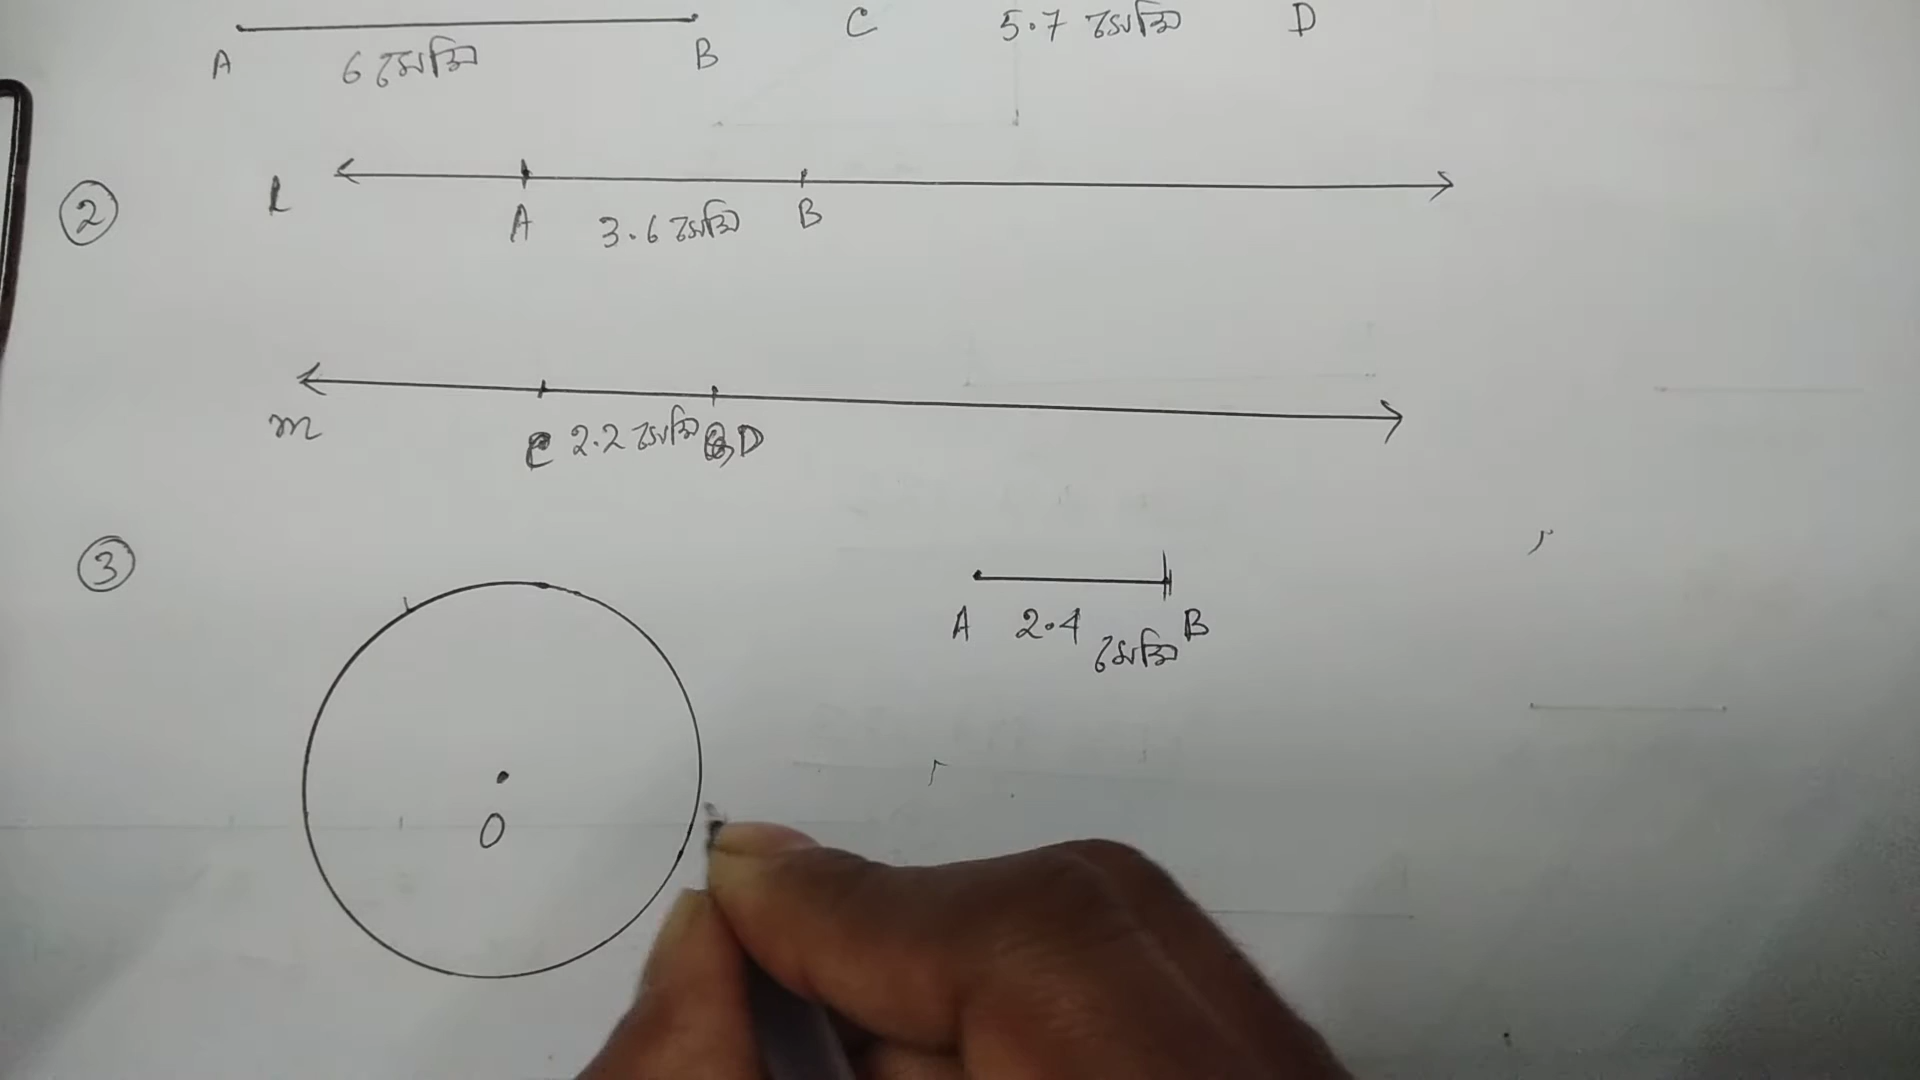 A 6 সেমি B C 5.7 সেমি D
2 l A 3.6 সেমি B
m C 2.2 সেমি D
3 A 2.4 সেমি B
O